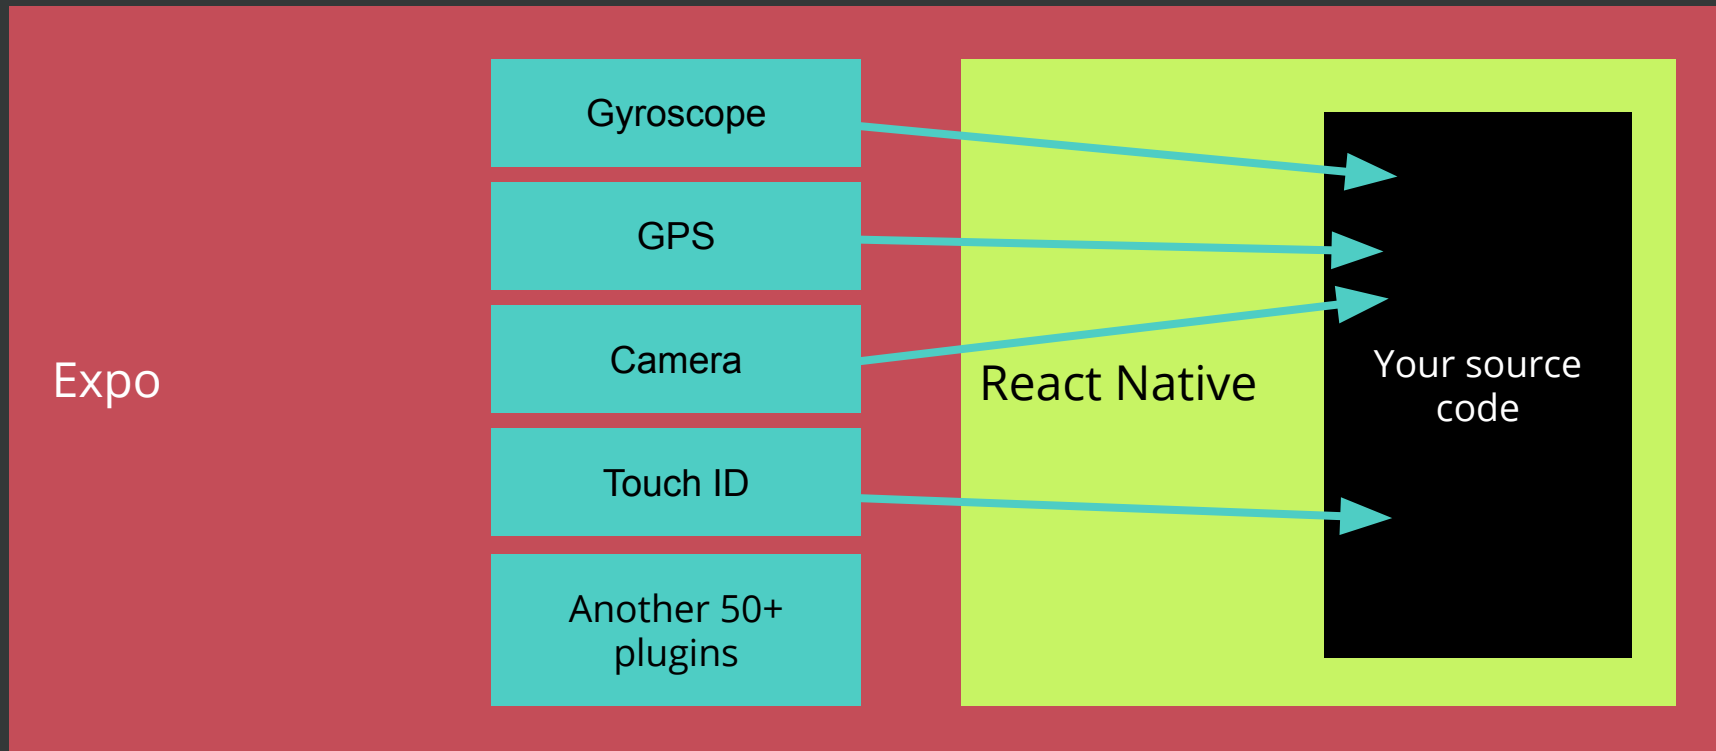 Expo
Gyroscope
GPS
Camera
Touch ID
Another 50+
plugins
React Native
Your source
code